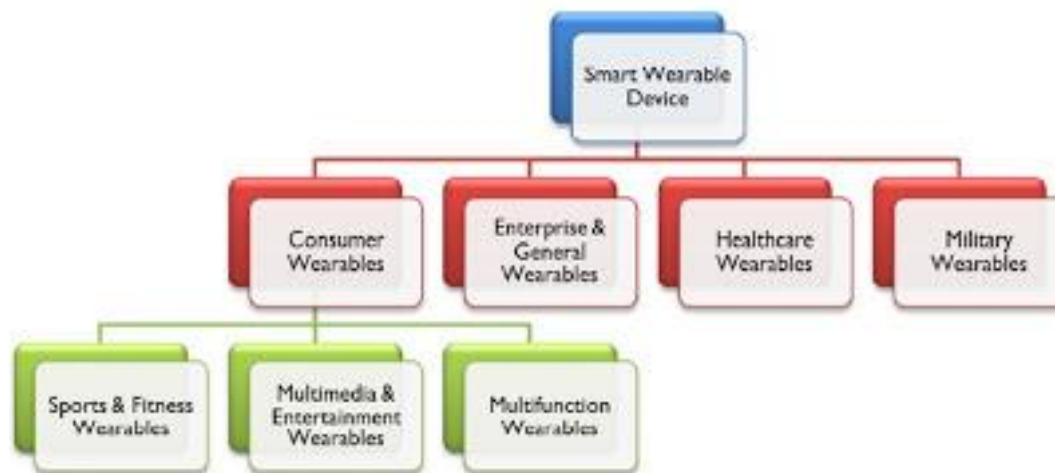 Smart Wearable
Device
Consumer
Wearables
Enterprise &
General
Wearables
Healthcare
Wearables
Military
Wearables
Sports & Fitness
Wearables
Multimedia &
Entertainment
Wearables
Multifunction
Wearables